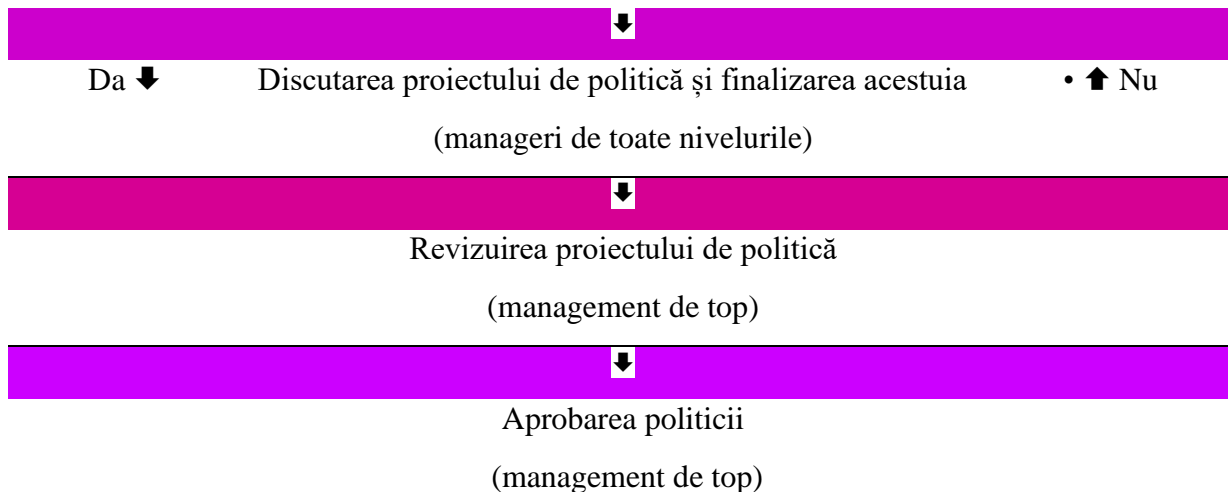 🡇
Da 🡇 Discutarea proiectului de politică și finalizarea acestuia • 🡅 Nu
(manageri de toate nivelurile)
🡇
Revizuirea proiectului de politică
(management de top)
🡇
Aprobarea politicii
(management de top)